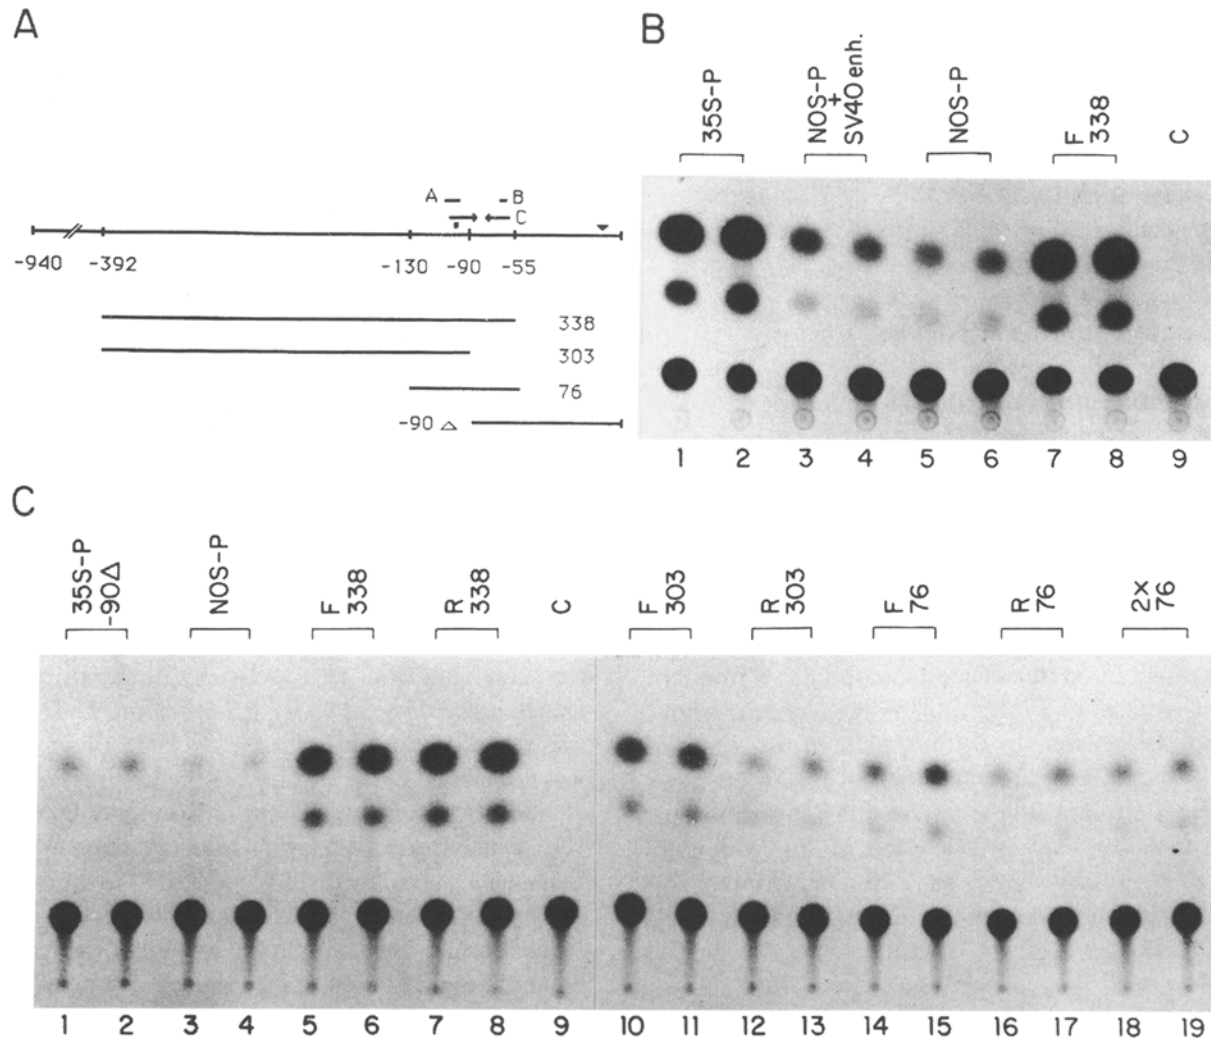 A
A B
C
-940 -392 -130 -90 -55
338
303
76
-90 △
B
35S-P
NOS-P + SV40 enh.
NOS-P
F 338
C
1 2 3 4 5 6 7 8 9
C
35S-P -90△
NOS-P
F 338
R 338
C
F 303
R 303
F 76
R 76
2x 76
1 2 3 4 5 6 7 8 9 10 11 12 13 14 15 16 17 18 19